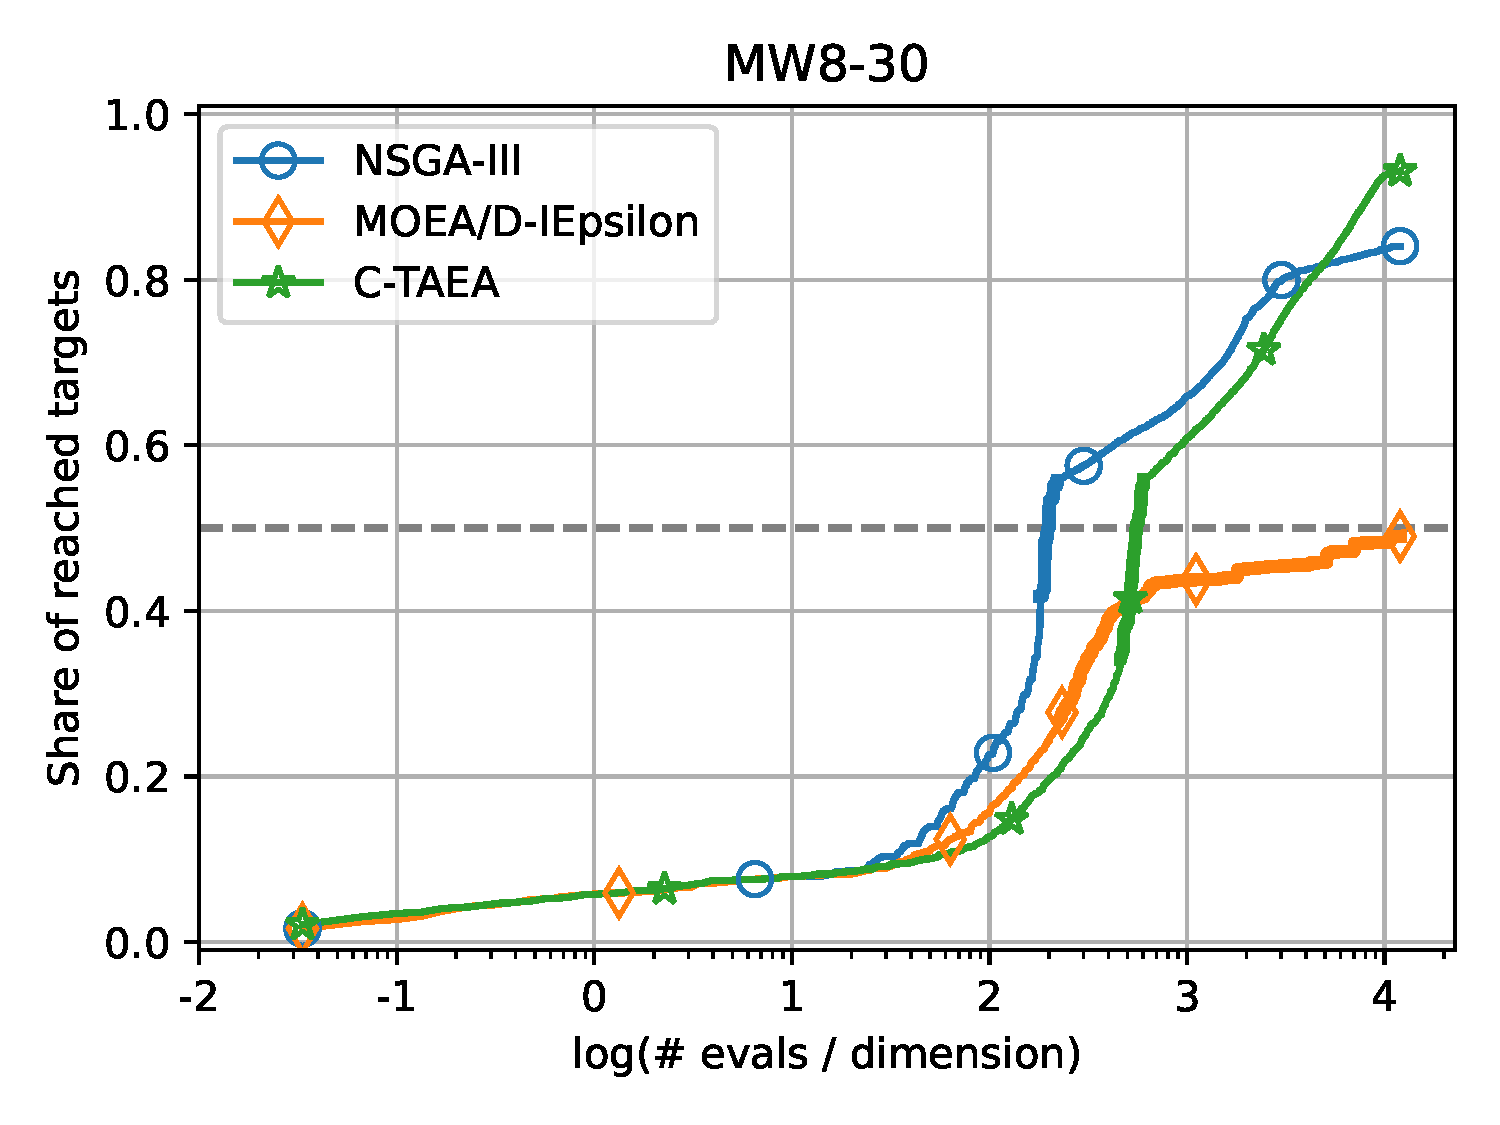 MW8-30
1.0
0.8
0.6
0.4
0.2
0.0
Share of reached targets
NSGA-III
MOEA/D-IEpsilon
C-TAEA
-2 -1 0 1 2 3 4
log(# evals / dimension)